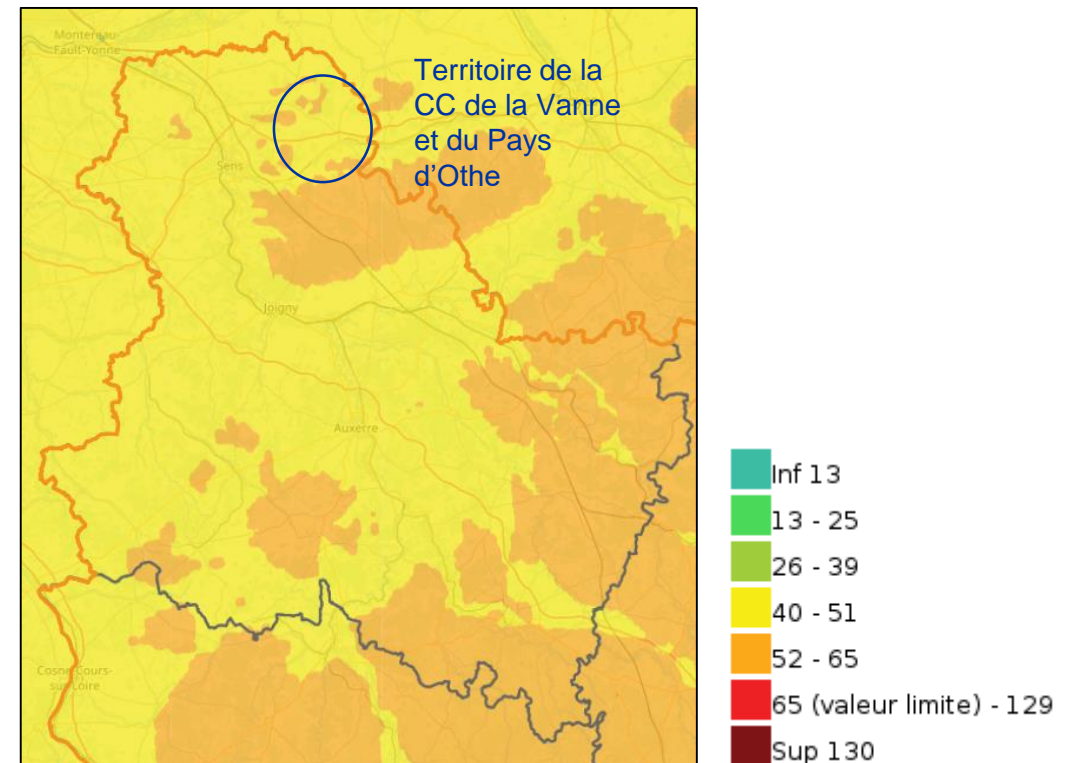 Montereau-
Fault-Yonne
Territoire de la
CC de la Vanne
et du Pays
d'Othe
Sens
Joigny
Auxerre
Cosne-Cours-
sur-Loire
Inf 13
13 - 25
26 - 39
40 - 51
52 - 65
65 (valeur limite) - 129
Sup 130